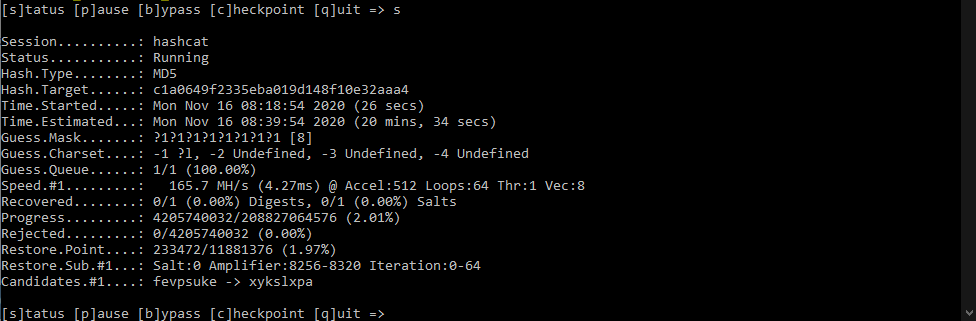 [s]tatus [p]ause [b]ypass [c]heckpoint [q]uit => s
Session..........: hashcat
Status...........: Running
Hash.Type........: MD5
Hash.Target......: c1a0649f2335eba019d148f10e32aaa4
Time.Started.....: Mon Nov 16 08:18:54 2020 (26 secs)
Time.Estimated...: Mon Nov 16 08:39:54 2020 (20 mins, 34 secs)
Guess.Mask.......: ?1?1?1?1?1?1?1?1 [8]
Guess.Charset....: -1 ?l, -2 Undefined, -3 Undefined, -4 Undefined
Guess.Queue......: 1/1 (100.00%)
Speed.#1.........:   165.7 MH/s (4.27ms) @ Accel:512 Loops:64 Thr:1 Vec:8
Recovered........: 0/1 (0.00%) Digests, 0/1 (0.00%) Salts
Progress.........: 4205740032/208827064576 (2.01%)
Rejected.........: 0/4205740032 (0.00%)
Restore.Point....: 233472/11881376 (1.97%)
Restore.Sub.#1...: Salt:0 Amplifier:8256-8320 Iteration:0-64
Candidates.#1....: fevpsuke -> xykslxpa
[s]tatus [p]ause [b]ypass [c]heckpoint [q]uit =>